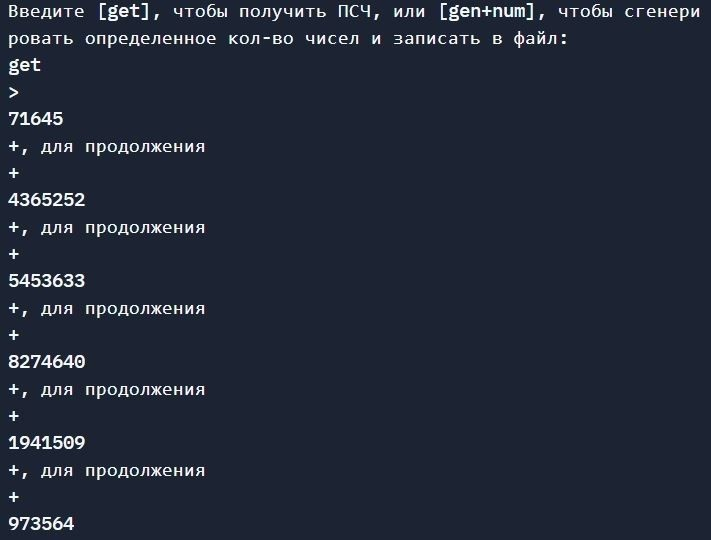 Введите [get], чтобы получить ПСЧ, или [gen+num], чтобы сгенери
ровать определенное кол-во чисел и записать в файл:
get
>
71645
+, для продолжения
+
4365252
+, для продолжения
+
5453633
+, для продолжения
+
8274640
+, для продолжения
+
1941509
+, для продолжения
+
973564